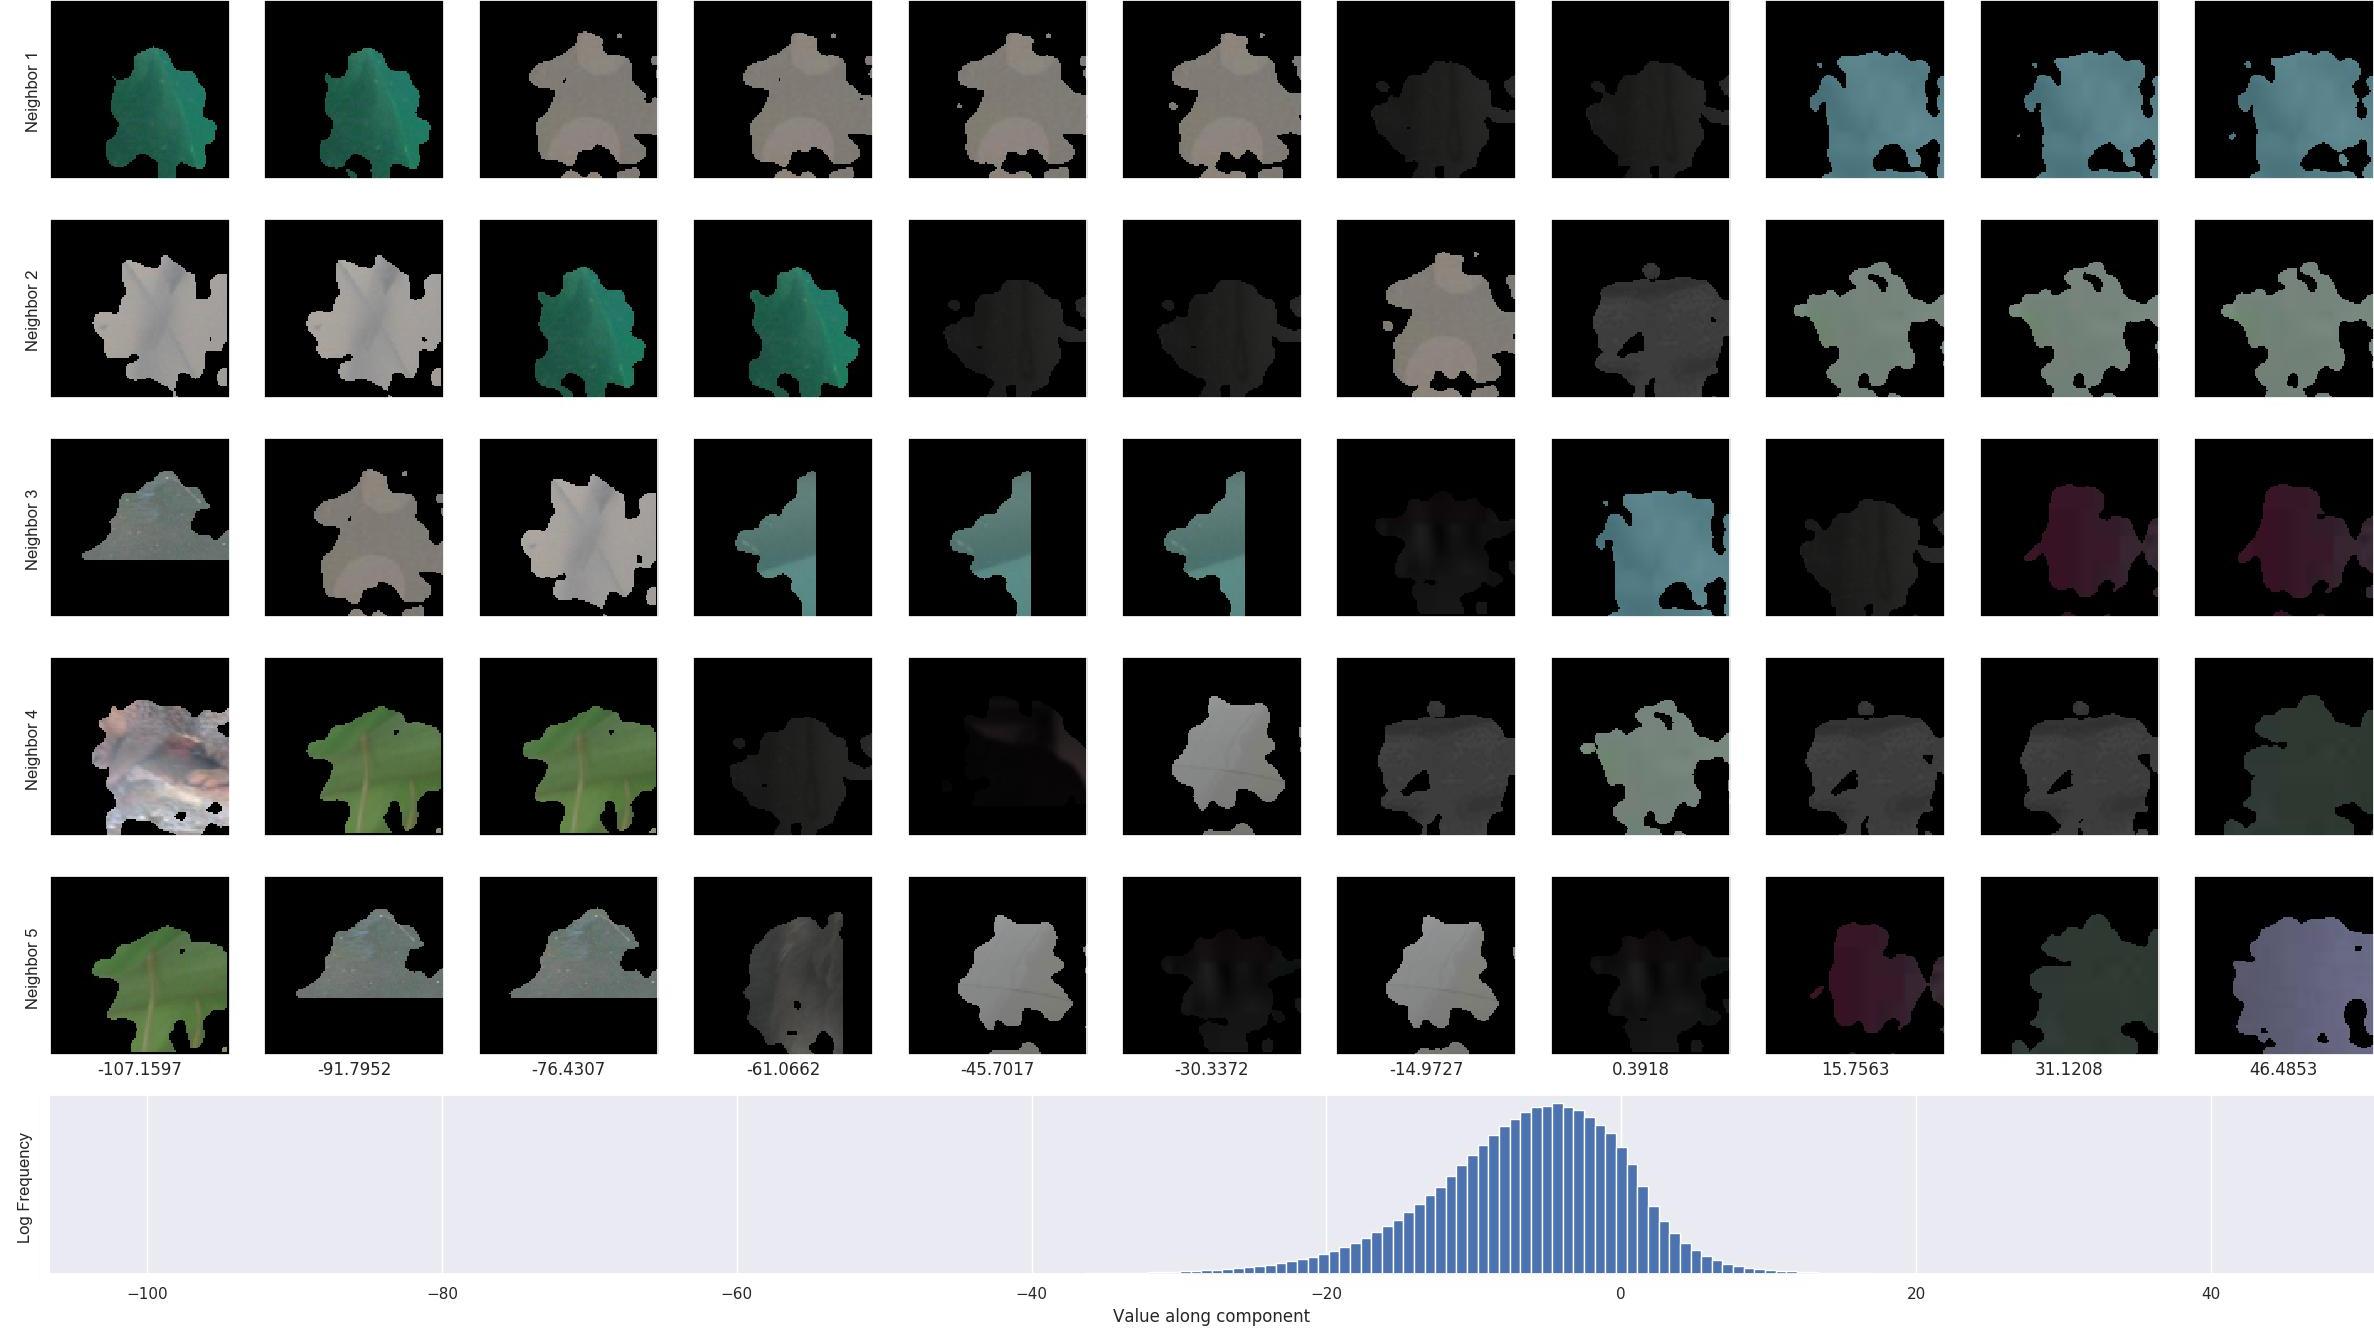 Neighbor 1
Neighbor 2
Neighbor 3
Neighbor 4
Neighbor 5
-107.1597 -91.7952 -76.4307 -61.0662 -45.7017 -30.3372 -14.9727 0.3918 15.7563 31.1208 46.4853
Log Frequency
−100 −80 −60 −40 −20 0 20 40
Value along component